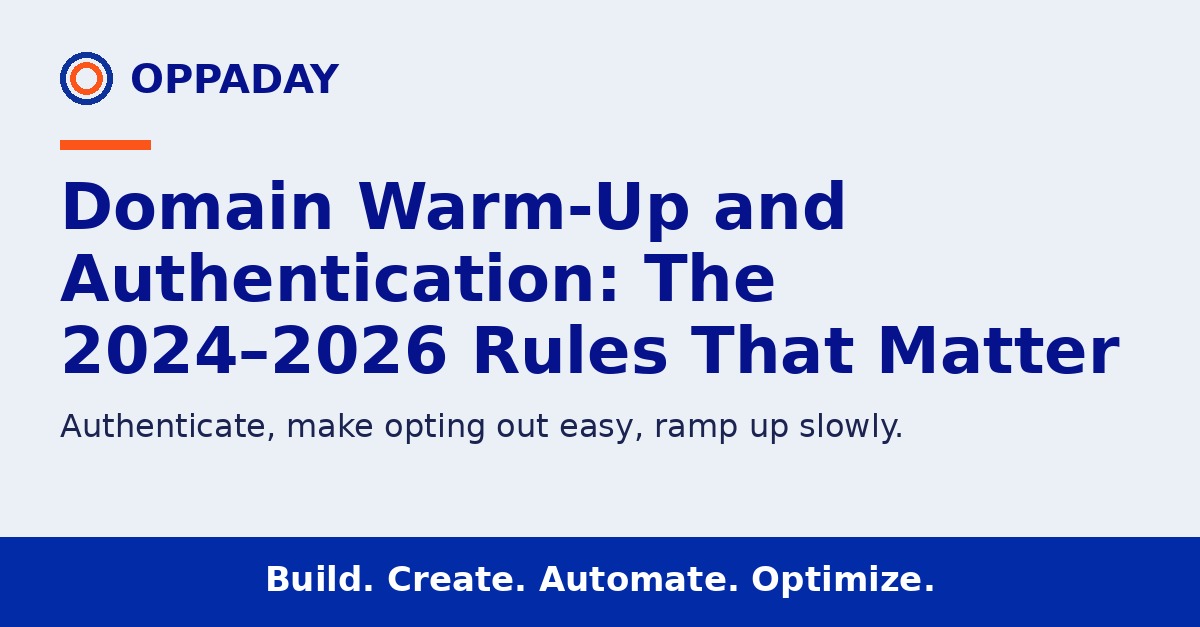 OPPADAY
Domain Warm-Up and
Authentication: The
2024–2026 Rules That Matter
Authenticate, make opting out easy, ramp up slowly.
Build. Create. Automate. Optimize.